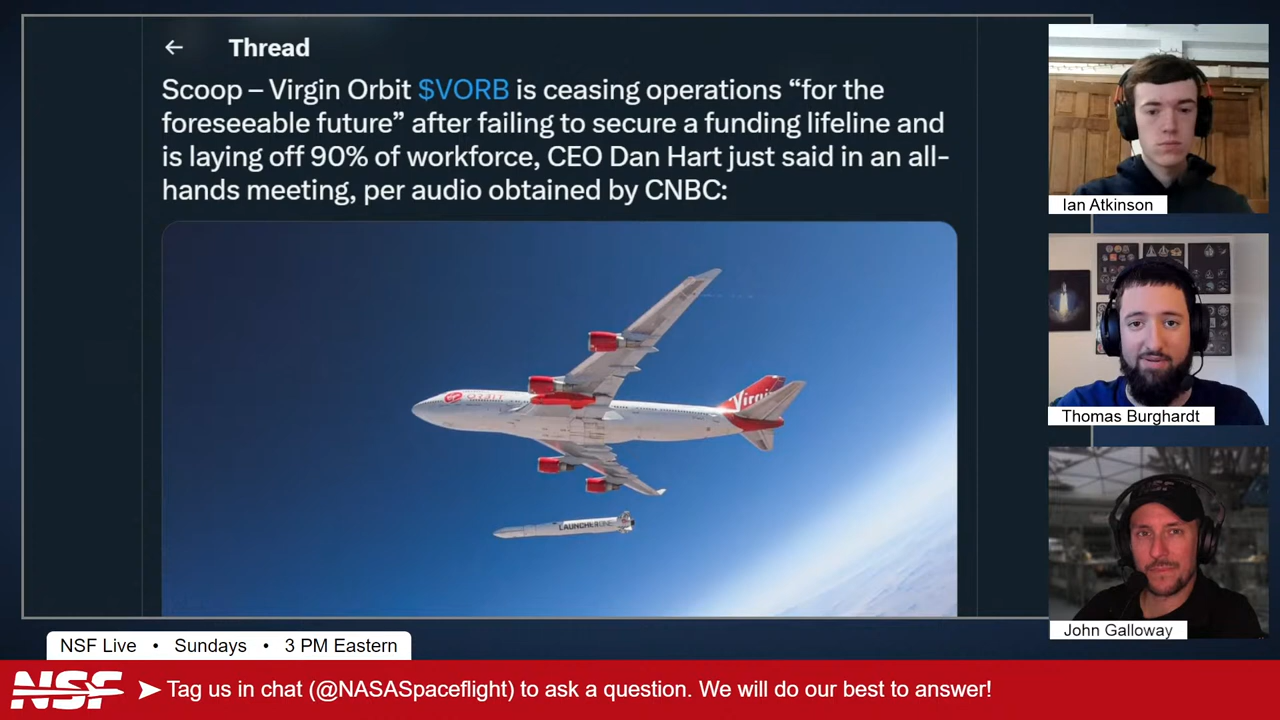 Thread
Scoop – Virgin Orbit $VORB is ceasing operations “for the
foreseeable future” after failing to secure a funding lifeline and
is laying off 90% of workforce, CEO Dan Hart just said in an all-
hands meeting, per audio obtained by CNBC:
Virgin
LAUNCHERONE
Ian Atkinson
Thomas Burghardt
NSF
John Galloway
NSF Live • Sundays • 3 PM Eastern
NSF
Tag us in chat (@NASASpaceflight) to ask a question. We will do our best to answer!